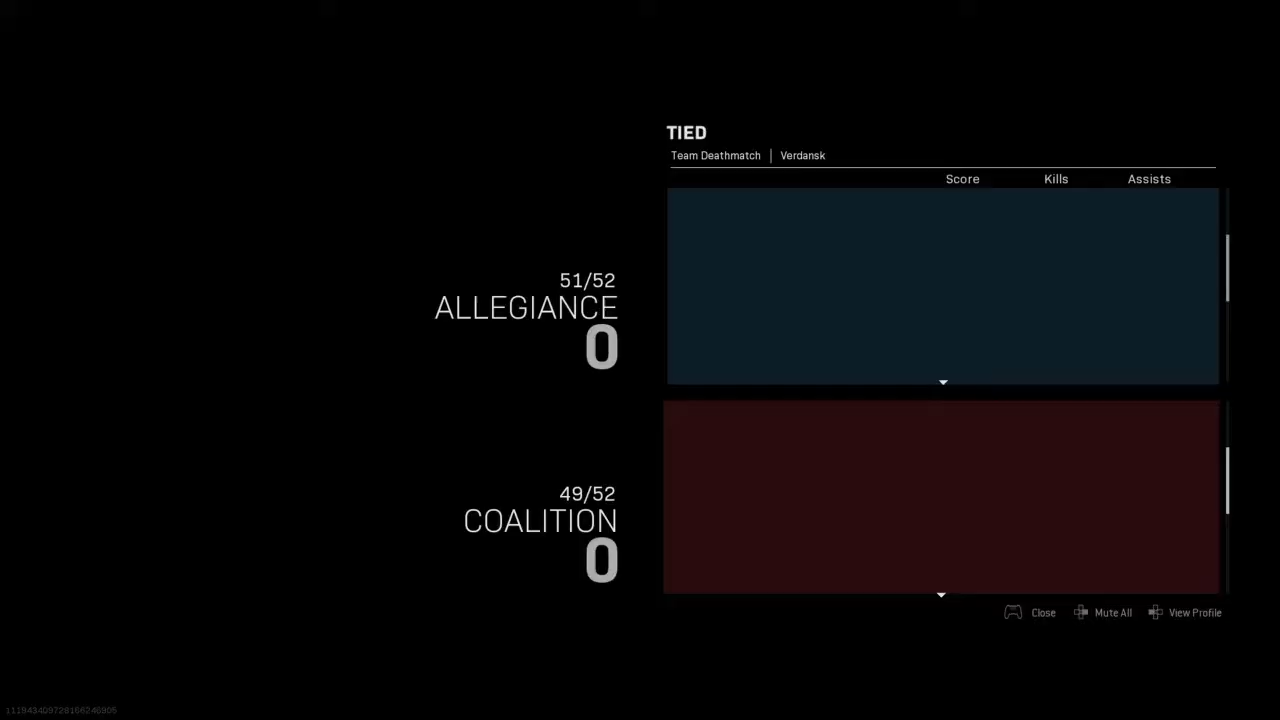 TIED
Team Deathmatch | Verdansk
Score Kills Assists
51/52
ALLEGIANCE
0
49/52
COALITION
0
Close Mute All View Profile